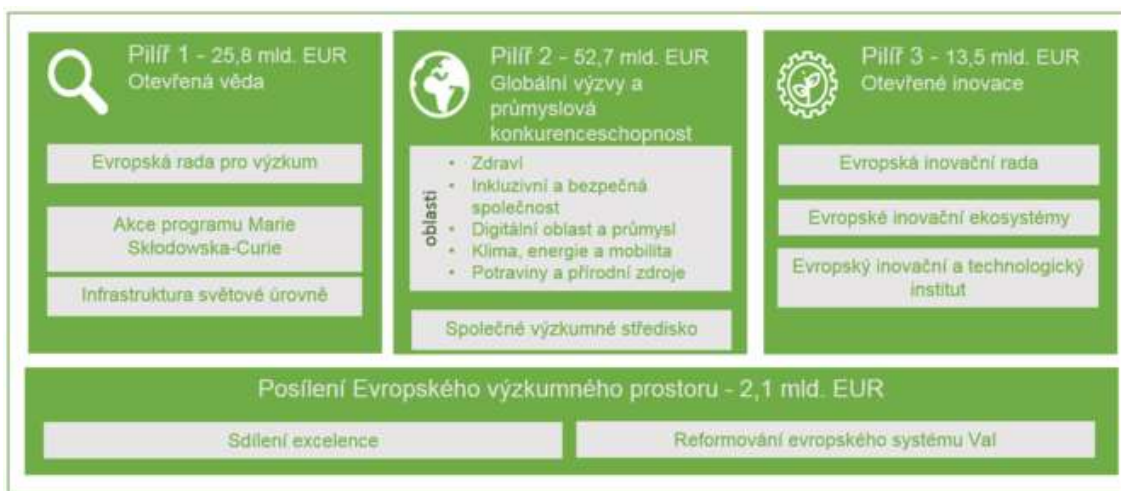 Pilíř 1 - 25,8 mld. EUR
Otevřená věda
Evropská rada pro výzkum
Akce programu Marie
Skłodowska-Curie
Infrastruktura světové úrovně
Pilíř 2 - 52,7 mld. EUR
Globální výzvy a
průmyslová
konkurenceschopnost
oblasti
• Zdraví
• Inkluzivní a bezpečná
společnost
• Digitální oblast a průmysl
• Klima, energie a mobilita
• Potraviny a přírodní zdroje
Společné výzkumné středisko
Pilíř 3 - 13,5 mld. EUR
Otevřené inovace
Evropská inovační rada
Evropské inovační ekosystémy
Evropský inovační a technologický
institut
Posílení Evropského výzkumného prostoru - 2,1 mld. EUR
Sdílení excelence
Reformování evropského systému VaI